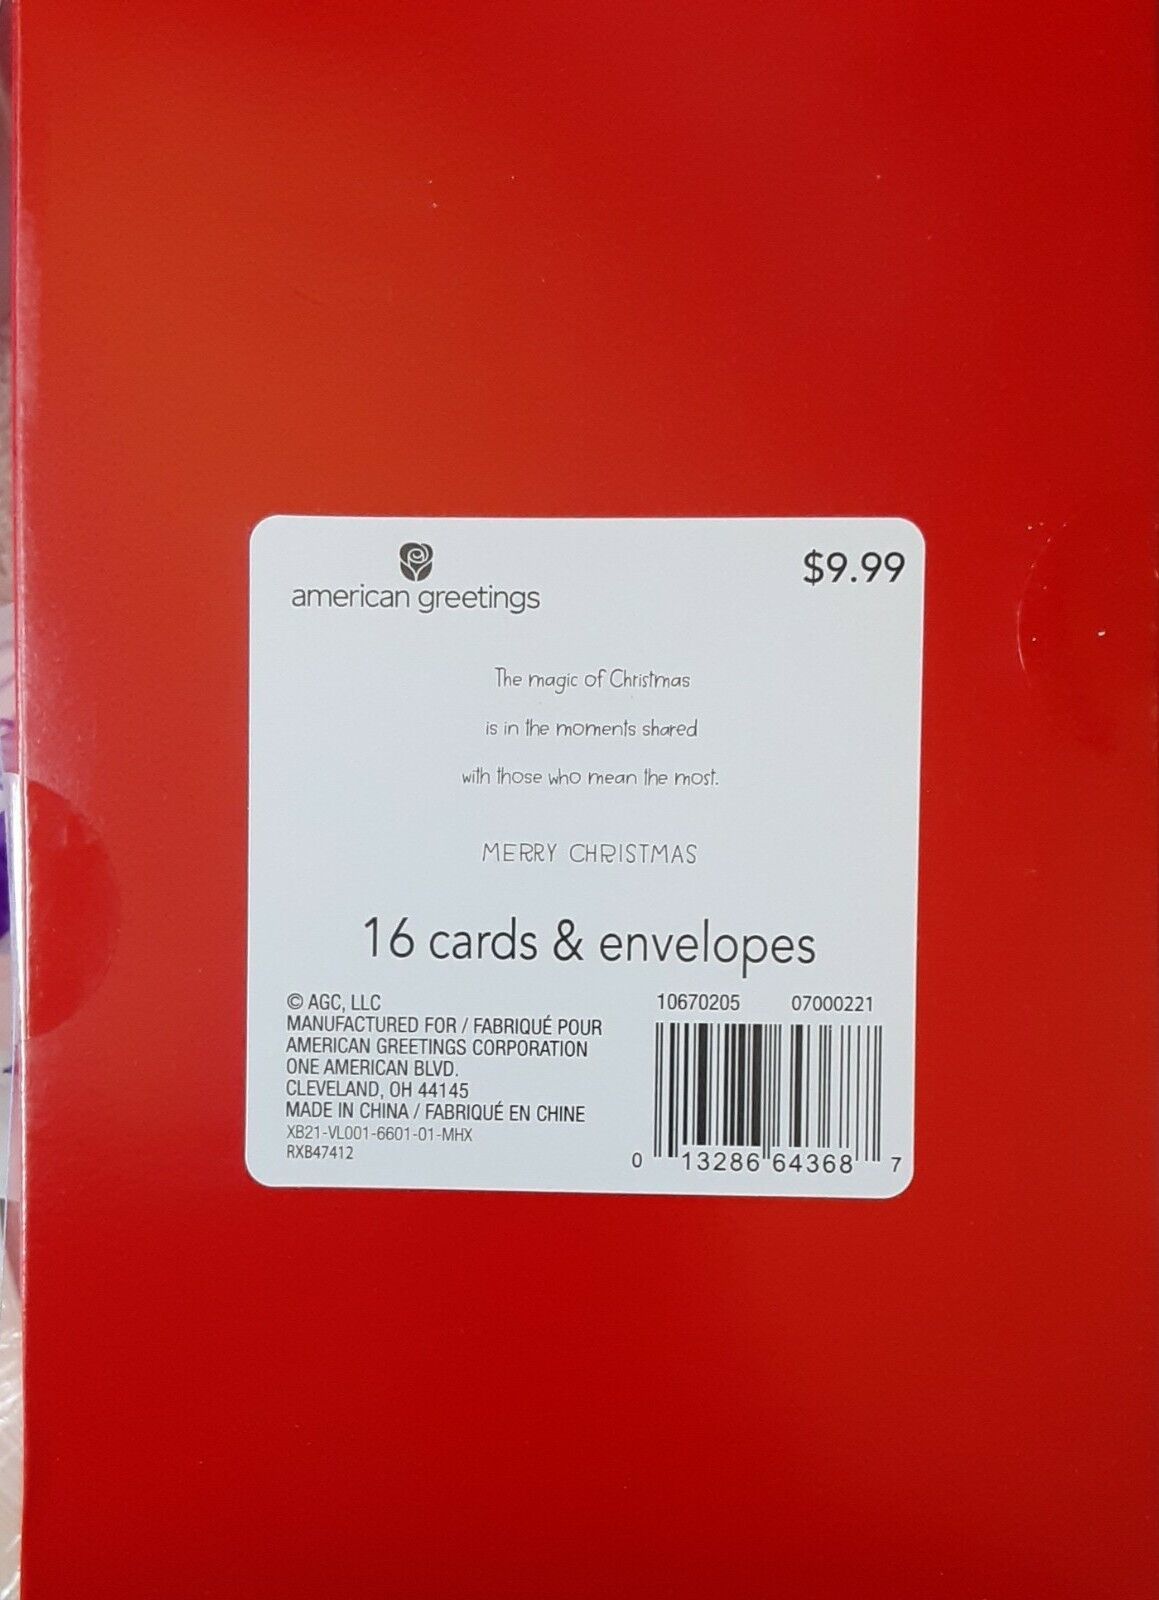 american greetings
$9.99
The magic of Christmas
is in the moments shared
with those who mean the most.
MERRY CHRISTMAS
16 cards & envelopes
© AGC, LLC
MANUFACTURED FOR / FABRIQUÉ POUR
AMERICAN GREETINGS CORPORATION
ONE AMERICAN BLVD.
CLEVELAND, OH 44145
MADE IN CHINA / FABRIQUÉ EN CHINE
XB21-VL001-6601-01-MHX
RXB47412
10670205 07000221
0 13286 64368 7